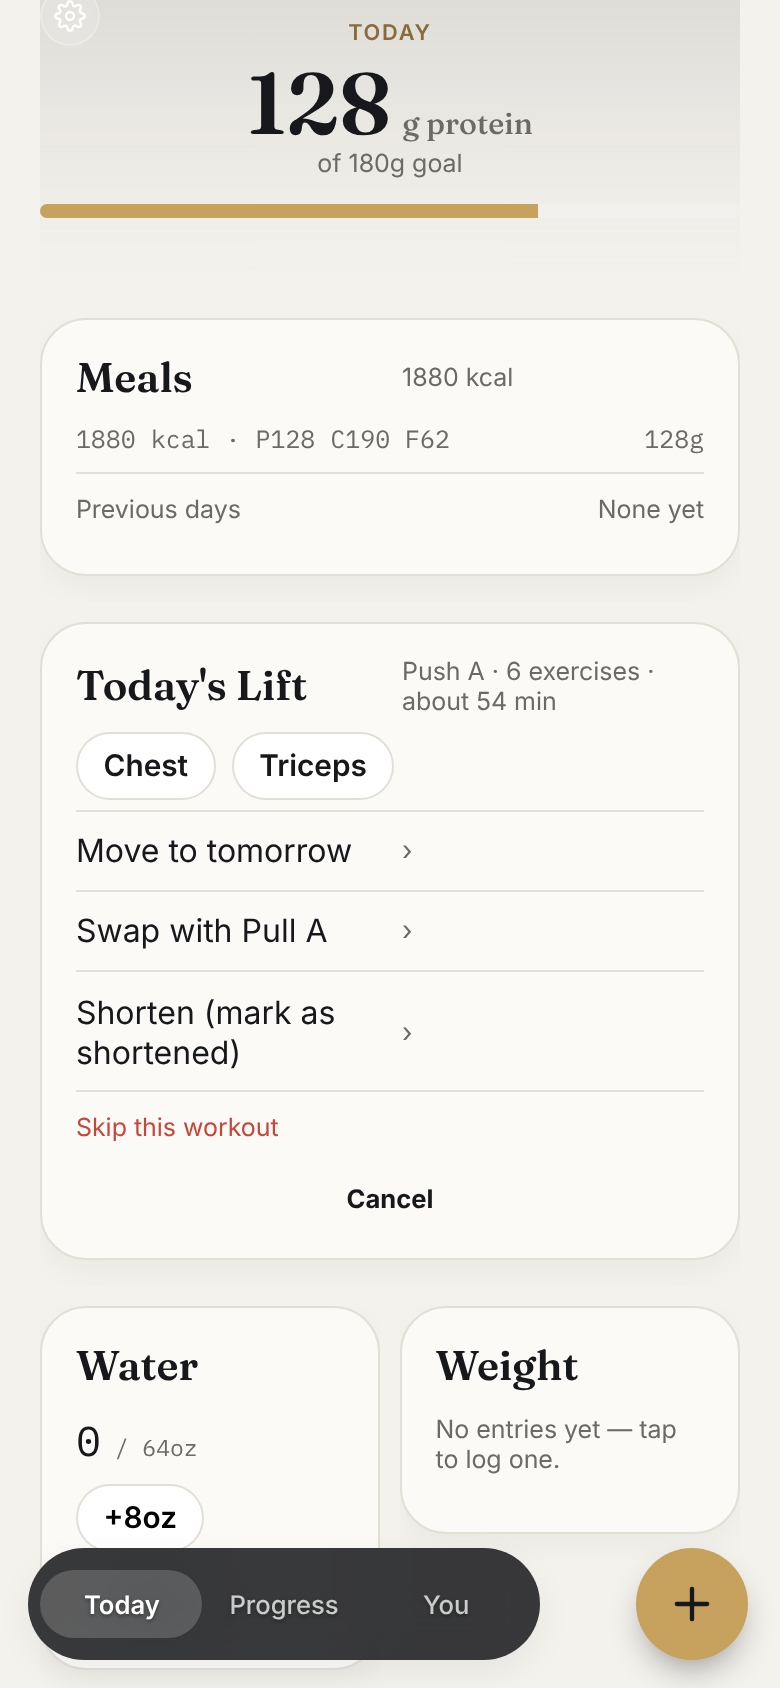 TODAY
128 g protein
of 180g goal
Meals
1880 kcal
1880 kcal · P128 C190 F62
128g
Previous days
None yet
Today's Lift
Push A · 6 exercises ·
about 54 min
Chest
Triceps
Move to tomorrow ›
Swap with Pull A ›
Shorten (mark as
shortened) ›
Skip this workout
Cancel
Water
0 / 64oz
+8oz
Weight
No entries yet — tap
to log one.
Today
Progress
You
+